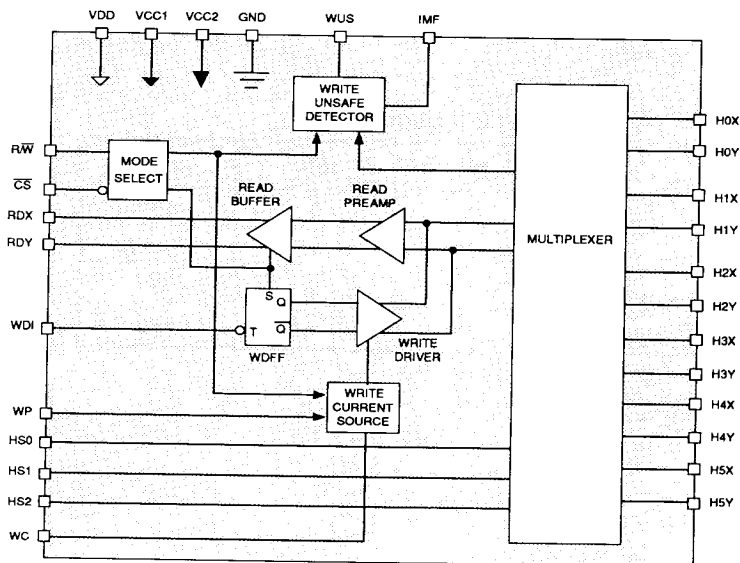 VDD VCC1 VCC2 GND WUS IMF
WRITE
UNSAFE
DETECTOR
R/W̅
MODE
SELECT
C̅S̅
RDX
RDY
READ
BUFFER
READ
PREAMP
MULTIPLEXER
S Q
T Q̅
WDI
WDFF
WRITE
DRIVER
WP
WRITE
CURRENT
SOURCE
HS0
HS1
HS2
WC
H0X
H0Y
H1X
H1Y
H2X
H2Y
H3X
H3Y
H4X
H4Y
H5X
H5Y